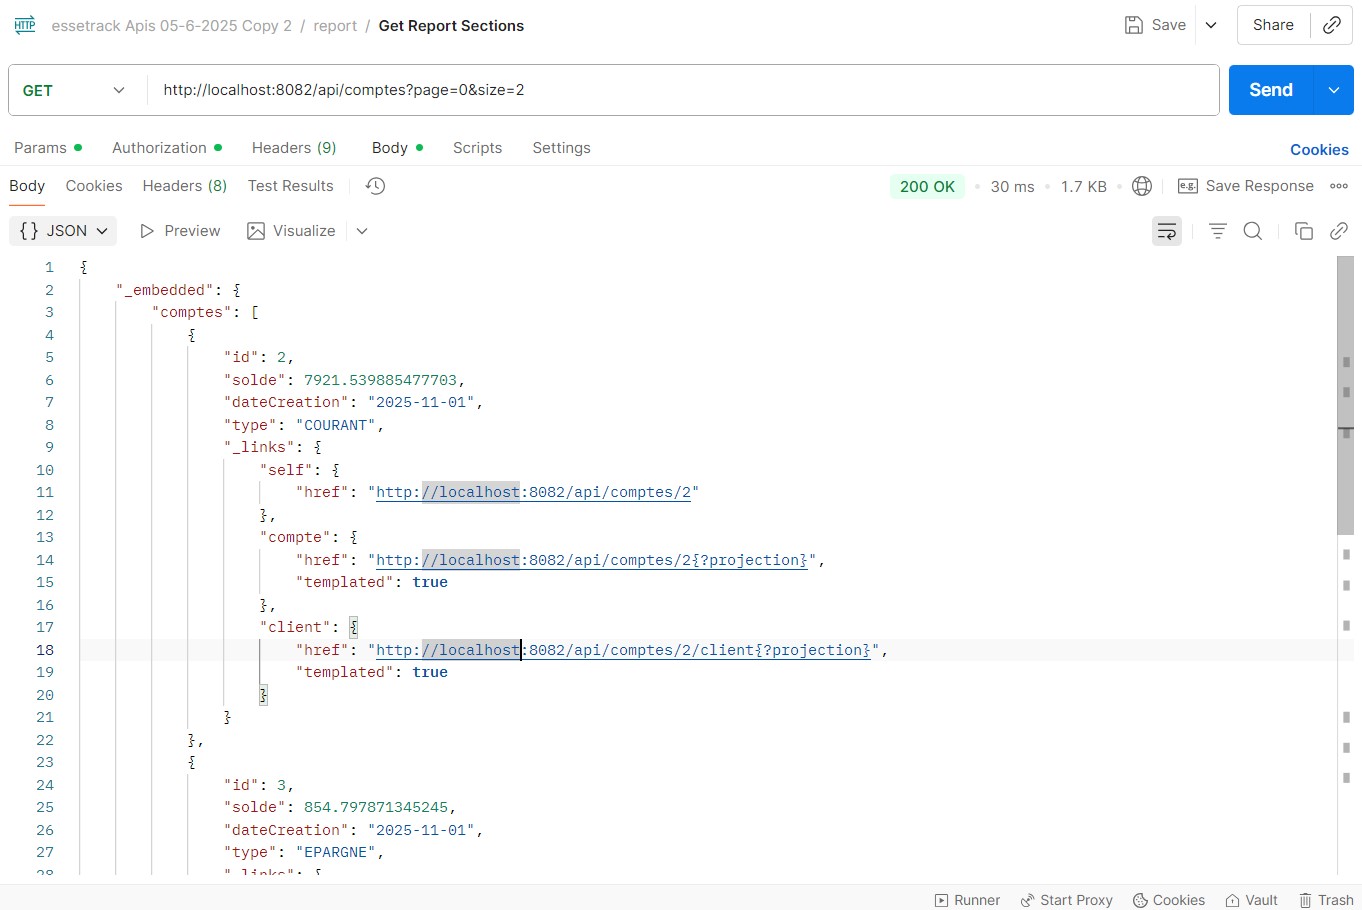 HTTP essetrack Apis 05-6-2025 Copy 2 / report / Get Report Sections Save Share
GET http://localhost:8082/api/comptes?page=0&size=2 Send
Params Authorization Headers (9) Body Scripts Settings Cookies
Body Cookies Headers (8) Test Results 200 OK 30 ms 1.7 KB e.g. Save Response
{} JSON Preview Visualize
1 {
2 "_embedded": {
3 "comptes": [
4 {
5 "id": 2,
6 "solde": 7921.539885477703,
7 "dateCreation": "2025-11-01",
8 "type": "COURANT",
9 "_links": {
10 "self": {
11 "href": "http://localhost:8082/api/comptes/2"
12 },
13 "compte": {
14 "href": "http://localhost:8082/api/comptes/2{?projection}",
15 "templated": true
16 },
17 "client": {
18 "href": "http://localhost:8082/api/comptes/2/client{?projection}",
19 "templated": true
20 }
21 }
22 },
23 {
24 "id": 3,
25 "solde": 854.797871345245,
26 "dateCreation": "2025-11-01",
27 "type": "EPARGNE",
28 "_links": {
Runner Start Proxy Cookies Vault Trash